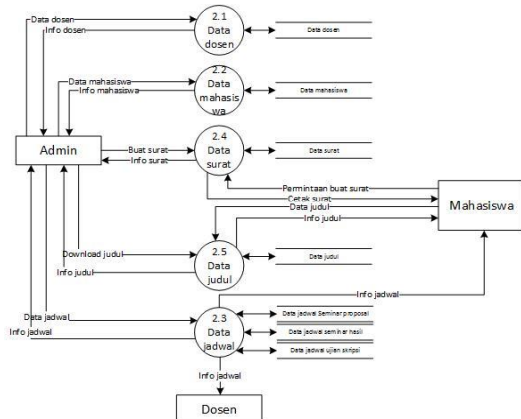 Data dosen
Info dosen
2.1
Data
dosen
Data dosen
Data mahasiswa
Info mahasiswa
2.2
Data
mahasis
wa
Data mahasiswa
Admin
Buat surat
Info surat
2.4
Data
surat
Data surat
Permintaan buat surat
Cetak surat
Data judul
Info judul
Mahasiswa
Download judul
Info judul
2.5
Data
judul
Data judul
Info jadwal
Data jadwal
Info jadwal
2.3
Data
jadwal
Data jadwal Seminar proposal
Data jadwal seminar hasil
Data jadwal ujian skripsi
Info jadwal
Dosen